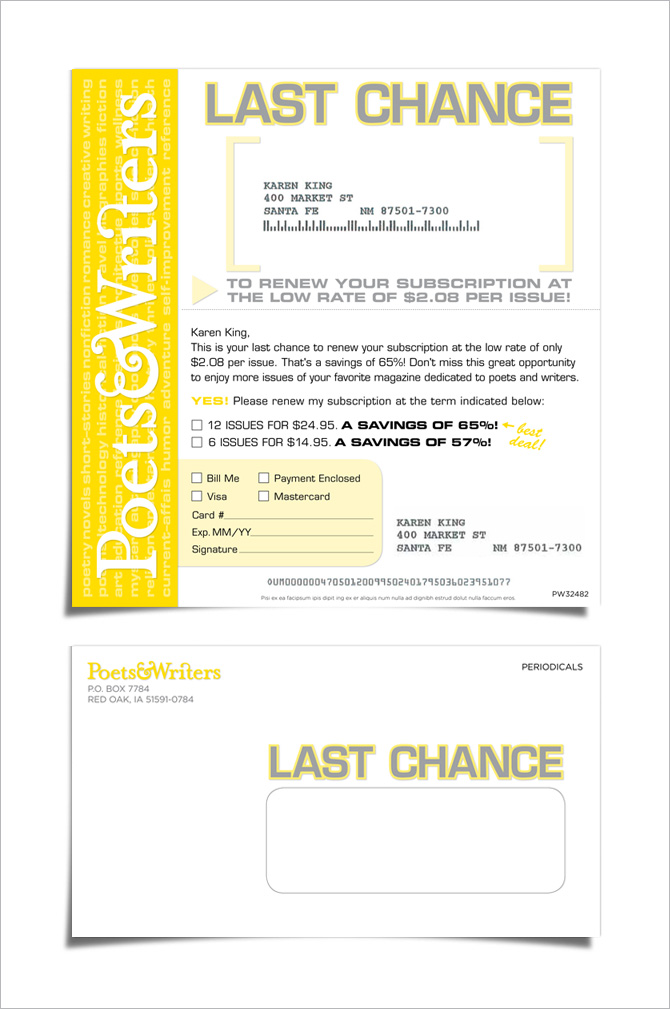 Poets&Writers
poetry novels short-stories nonfiction romance creative writing
current-affais humor adventure self-improvement reference
LAST CHANCE
KAREN KING
400 MARKET ST
SANTA FE NM 87501-7300
TO RENEW YOUR SUBSCRIPTION AT
THE LOW RATE OF $2.08 PER ISSUE!
Karen King,
This is your last chance to renew your subscription at the low rate of only
$2.08 per issue. That's a savings of 65%! Don't miss this great opportunity
to enjoy more issues of your favorite magazine dedicated to poets and writers.
YES! Please renew my subscription at the term indicated below:
12 ISSUES FOR $24.95. A SAVINGS OF 65%! best
6 ISSUES FOR $14.95. A SAVINGS OF 57%! deal!
Bill Me Payment Enclosed
Visa Mastercard
Card #
Exp. MM/YY
Signature
KAREN KING
400 MARKET ST
SANTA FE NM 87501-7300
Pisi ex ea facipsum ipis dipit ing ex er aliquis num nulla ad dignibh estrud dolut nulla faccum eros.
PW32482
Poets&Writers
P.O. BOX 7784
RED OAK, IA 51591-0784
PERIODICALS
LAST CHANCE